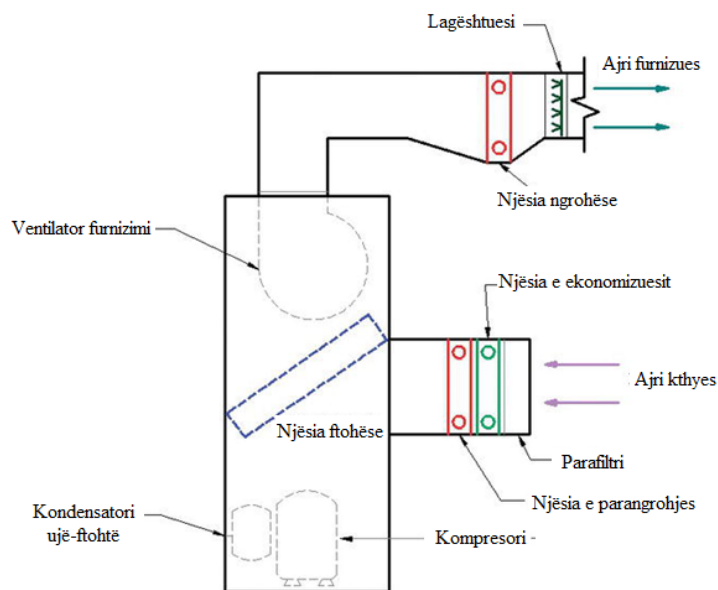 Lagështuesi
Ajri furnizues
Njësia ngrohëse
Ventilator furnizimi
Njësia e ekonomizuesit
Ajri kthyes
Njësia ftohëse
Parafiltri
Njësia e parangrohjes
Kondensatori
ujë-ftohtë
Kompresori -